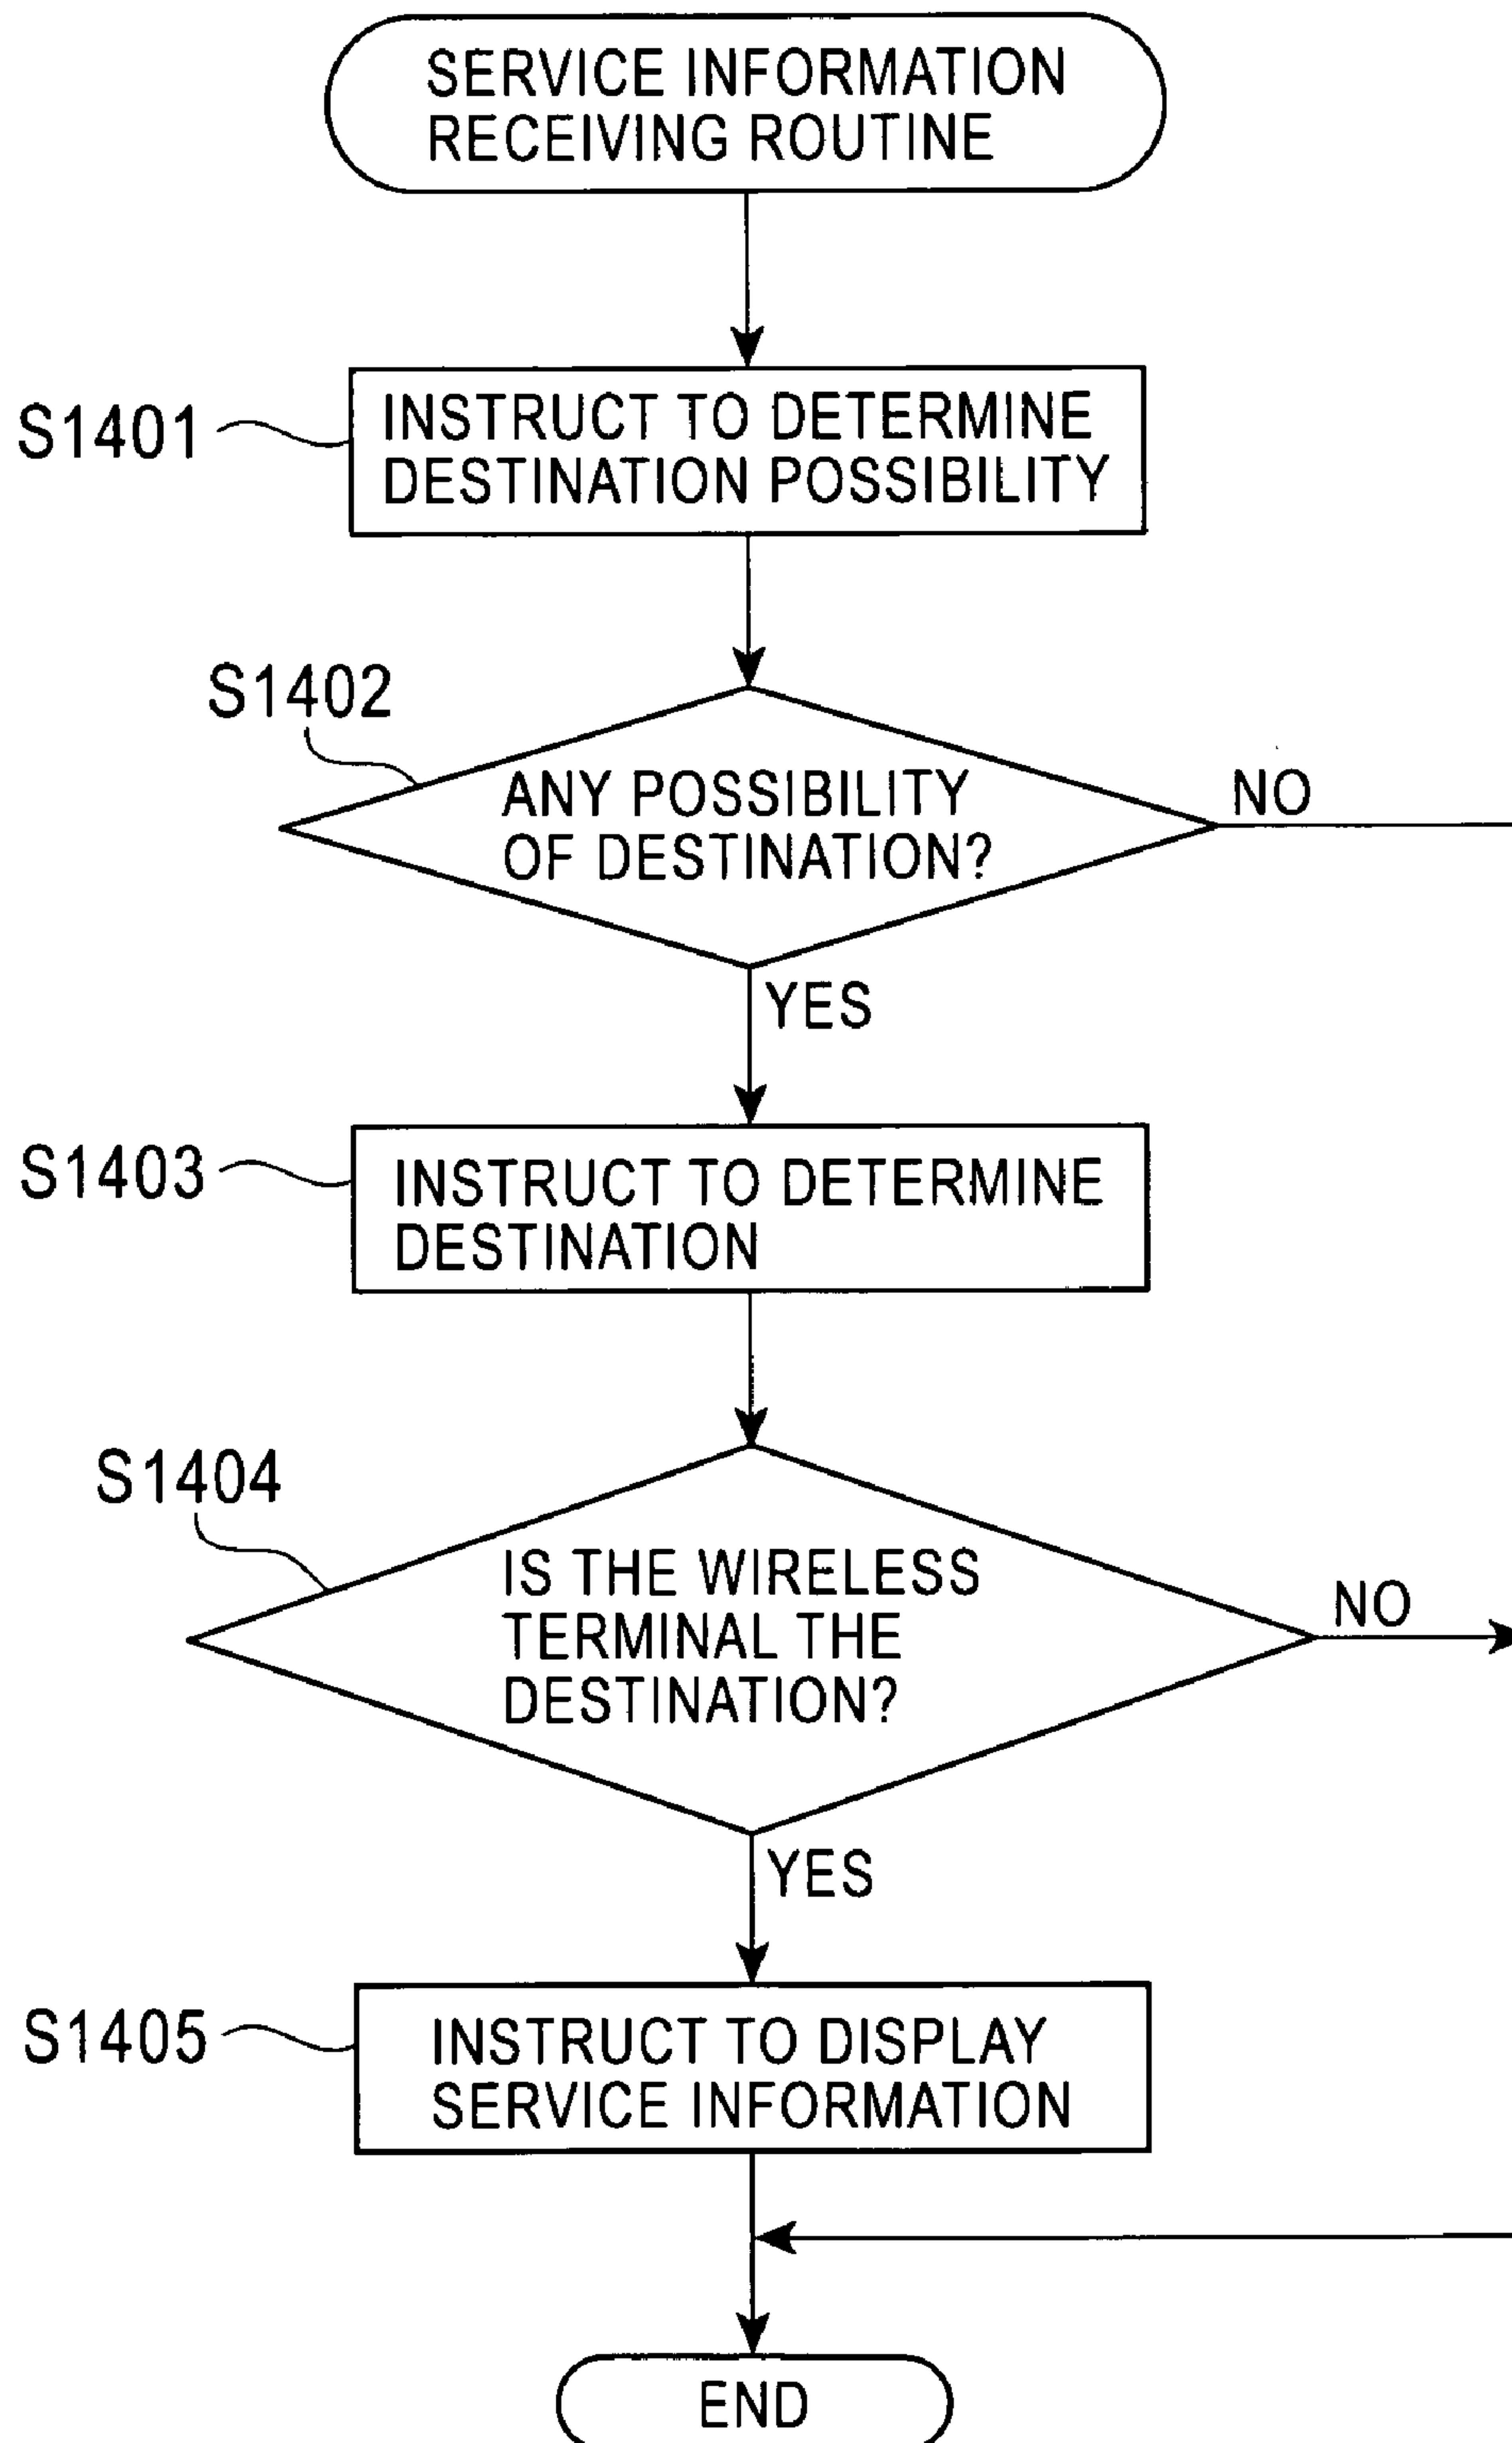 SERVICE INFORMATION
RECEIVING ROUTINE
S1401
INSTRUCT TO DETERMINE
DESTINATION POSSIBILITY
S1402
ANY POSSIBILITY
OF DESTINATION?
NO
YES
S1403
INSTRUCT TO DETERMINE
DESTINATION
S1404
IS THE WIRELESS
TERMINAL THE
DESTINATION?
NO
YES
S1405
INSTRUCT TO DISPLAY
SERVICE INFORMATION
END